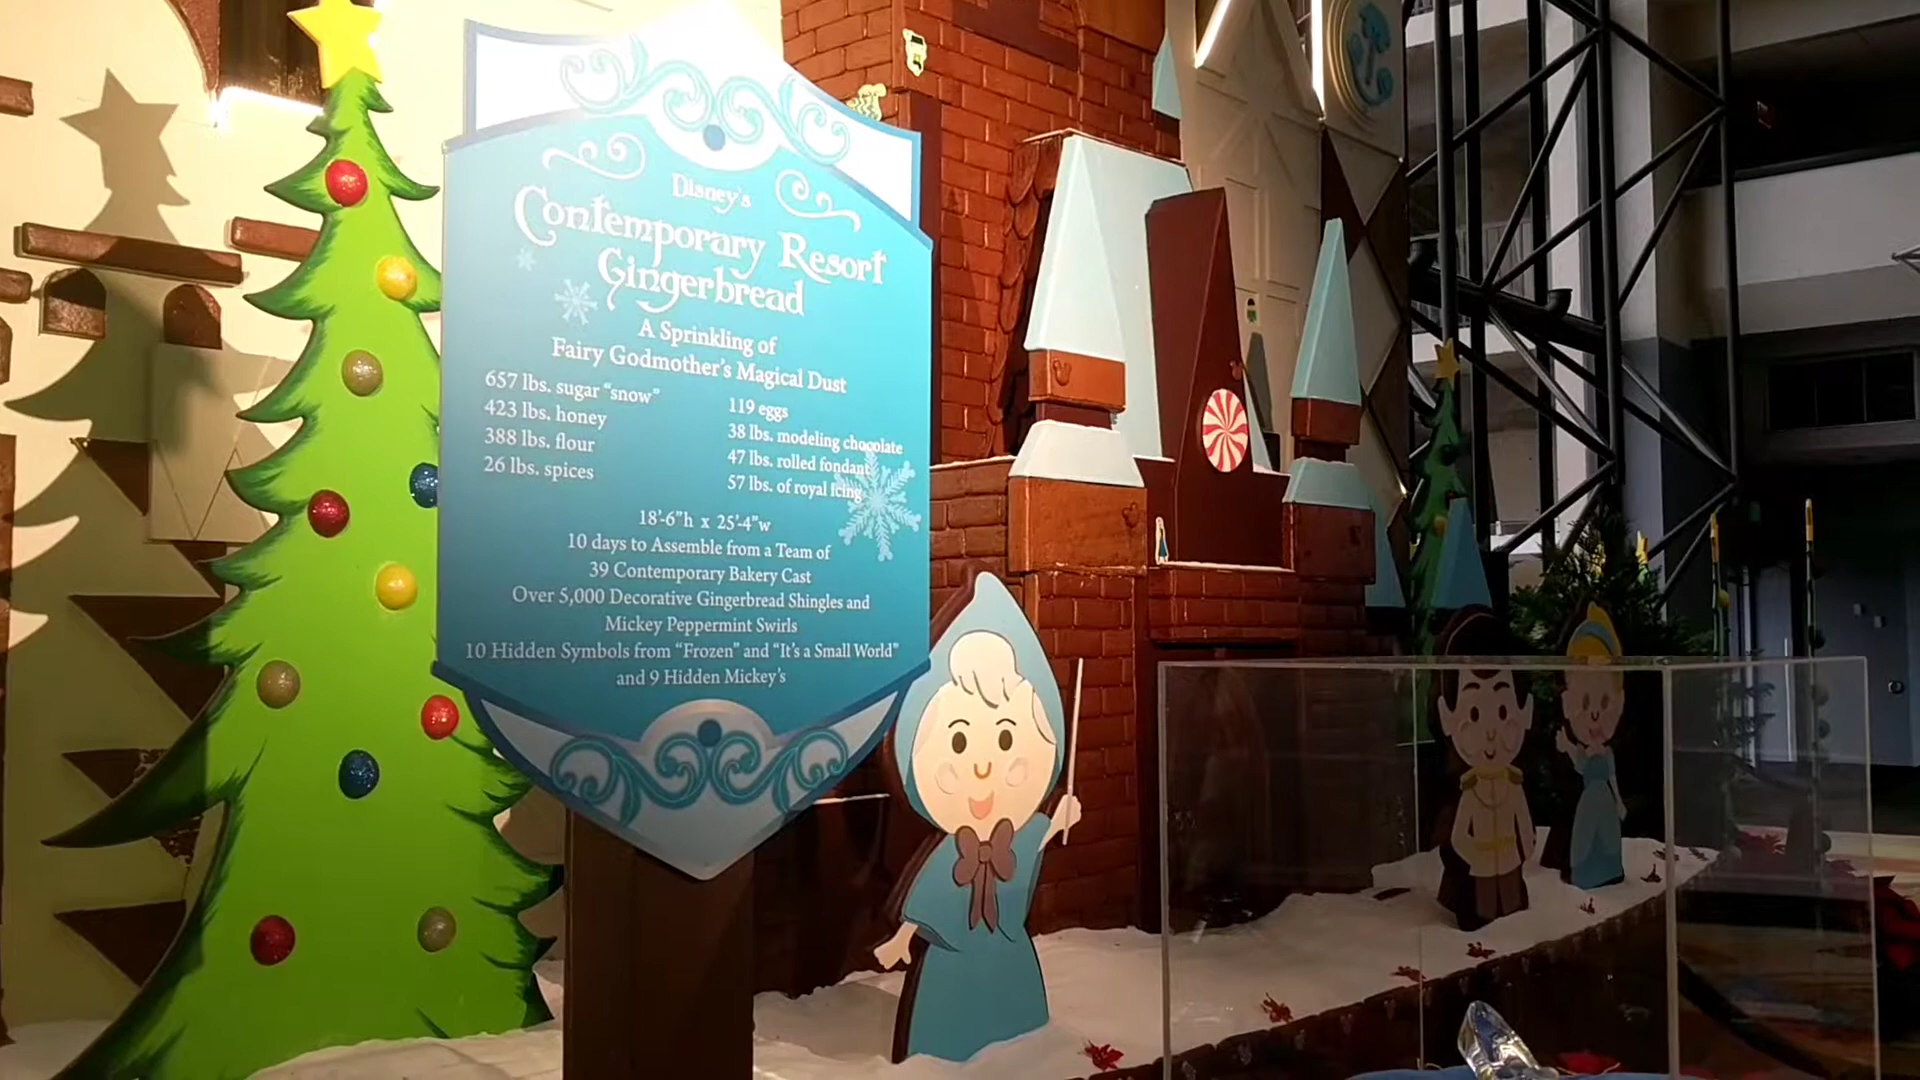 Disney's
Contemporary Resort
Gingerbread
A Sprinkling of
Fairy Godmother's Magical Dust
657 lbs. sugar "snow"
423 lbs. honey
388 lbs. flour
26 lbs. spices
119 eggs
38 lbs. modeling chocolate
47 lbs. rolled fondant
57 lbs. of royal icing
18'-6"h x 25'-4"w
10 days to Assemble from a Team of
39 Contemporary Bakery Cast
Over 5,000 Decorative Gingerbread Shingles and
Mickey Peppermint Swirls
10 Hidden Symbols from "Frozen" and "It's a Small World"
and 9 Hidden Mickey's